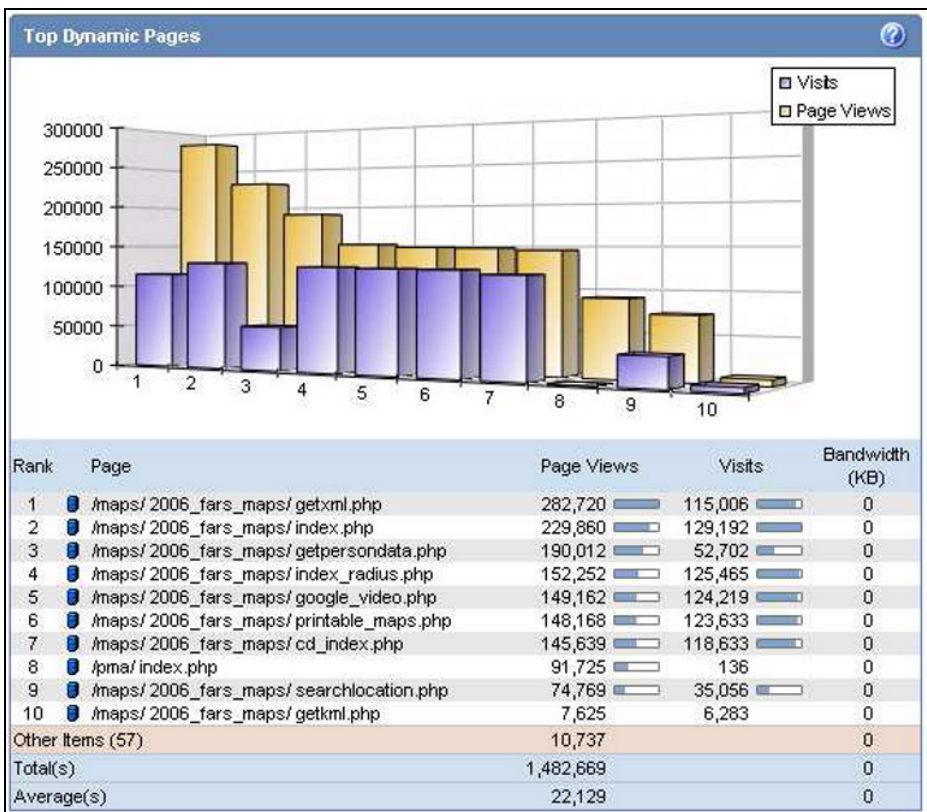 Top Dynamic Pages
?
Visits
Page Views
300000
250000
200000
150000
100000
50000
0
1 2 3 4 5 6 7 8 9 10
Rank Page Page Views Visits Bandwidth (KB)
1 /maps/ 2006_fars_maps/ getxml.php 282,720 115,006 0
2 /maps/ 2006_fars_maps/ index.php 229,860 129,192 0
3 /maps/ 2006_fars_maps/ getpersondata.php 190,012 52,702 0
4 /maps/ 2006_fars_maps/ index_radius.php 152,252 125,465 0
5 /maps/ 2006_fars_maps/ google_video.php 149,162 124,219 0
6 /maps/ 2006_fars_maps/ printable_maps.php 148,168 123,633 0
7 /maps/ 2006_fars_maps/ cd_index.php 145,639 118,633 0
8 /pma/ index.php 91,725 136 0
9 /maps/ 2006_fars_maps/ searchlocation.php 74,769 35,056 0
10 /maps/ 2006_fars_maps/ getkml.php 7,625 6,283 0
Other Items (57) 10,737 0
Total(s) 1,482,669 0
Average(s) 22,129 0